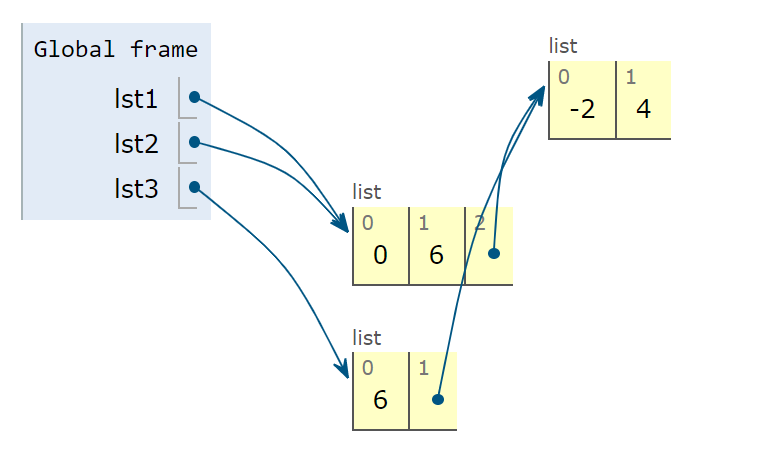 Global frame
lst1
lst2
lst3
list
0 1
-2 4
list
0 1 2
0 6
list
0 1
6